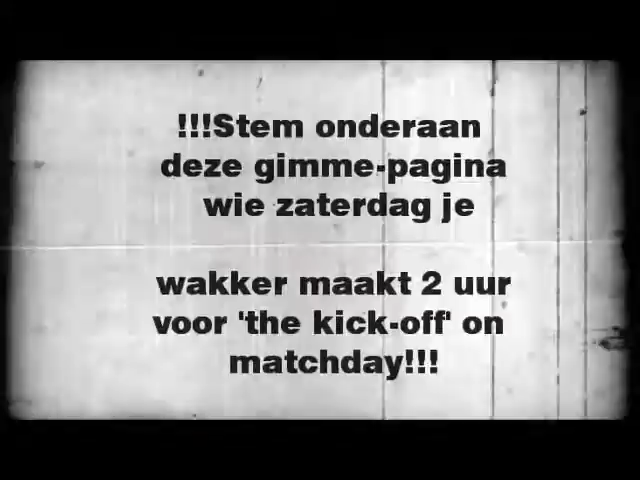 !!!Stem onderaan
deze gimme-pagina
wie zaterdag je
wakker maakt 2 uur
voor 'the kick-off' on
matchday!!!